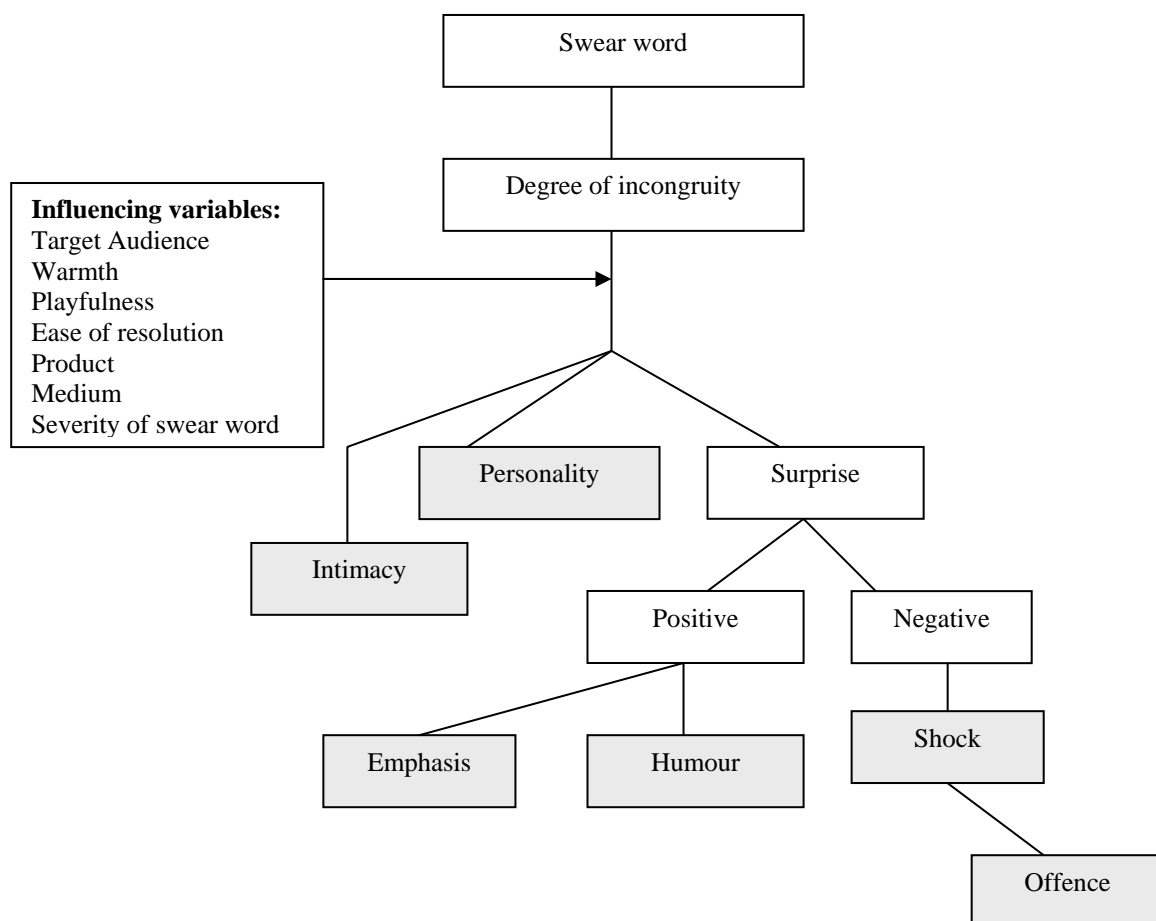 Swear word
Degree of incongruity
Influencing variables:
Target Audience
Warmth
Playfulness
Ease of resolution
Product
Medium
Severity of swear word
Personality
Surprise
Intimacy
Positive
Negative
Emphasis
Humour
Shock
Offence